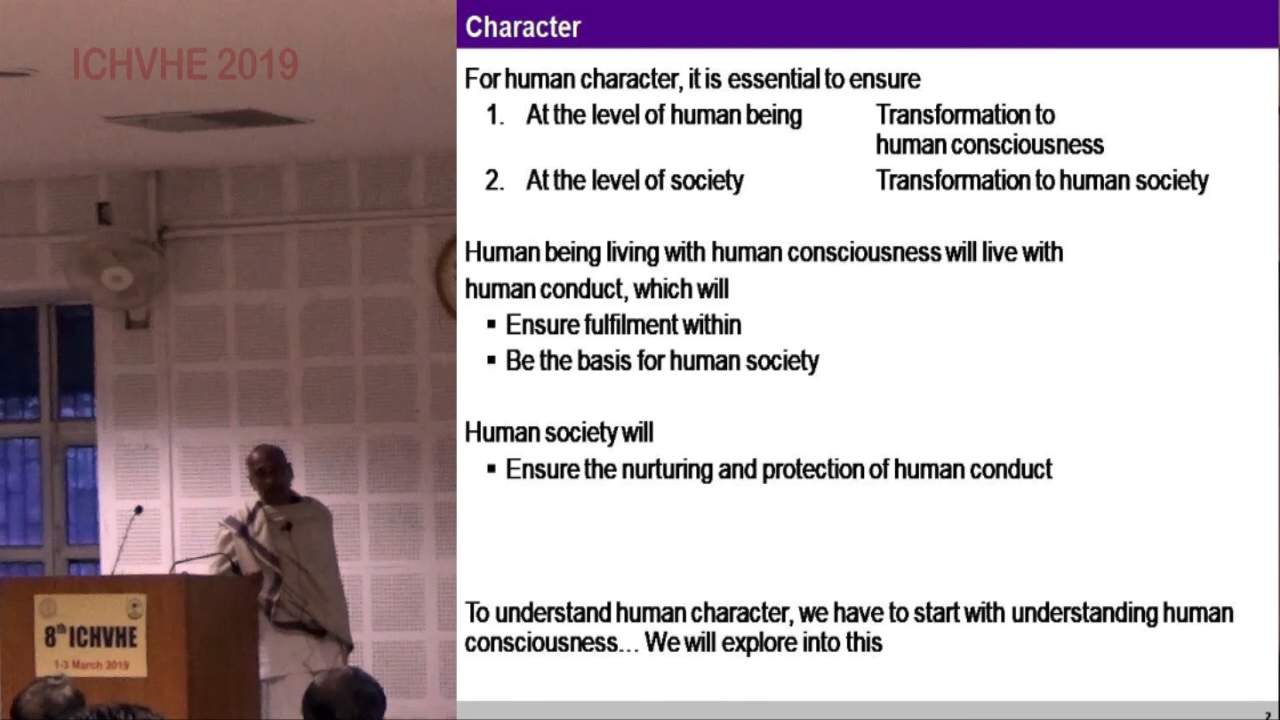 ICHVHE 2019
8th ICHVHE
1-3 March 2019
Character
For human character, it is essential to ensure
1. At the level of human being Transformation to
human consciousness
2. At the level of society Transformation to human society
Human being living with human consciousness will live with
human conduct, which will
▪ Ensure fulfilment within
▪ Be the basis for human society
Human society will
▪ Ensure the nurturing and protection of human conduct
To understand human character, we have to start with understanding human
consciousness... We will explore into this
2